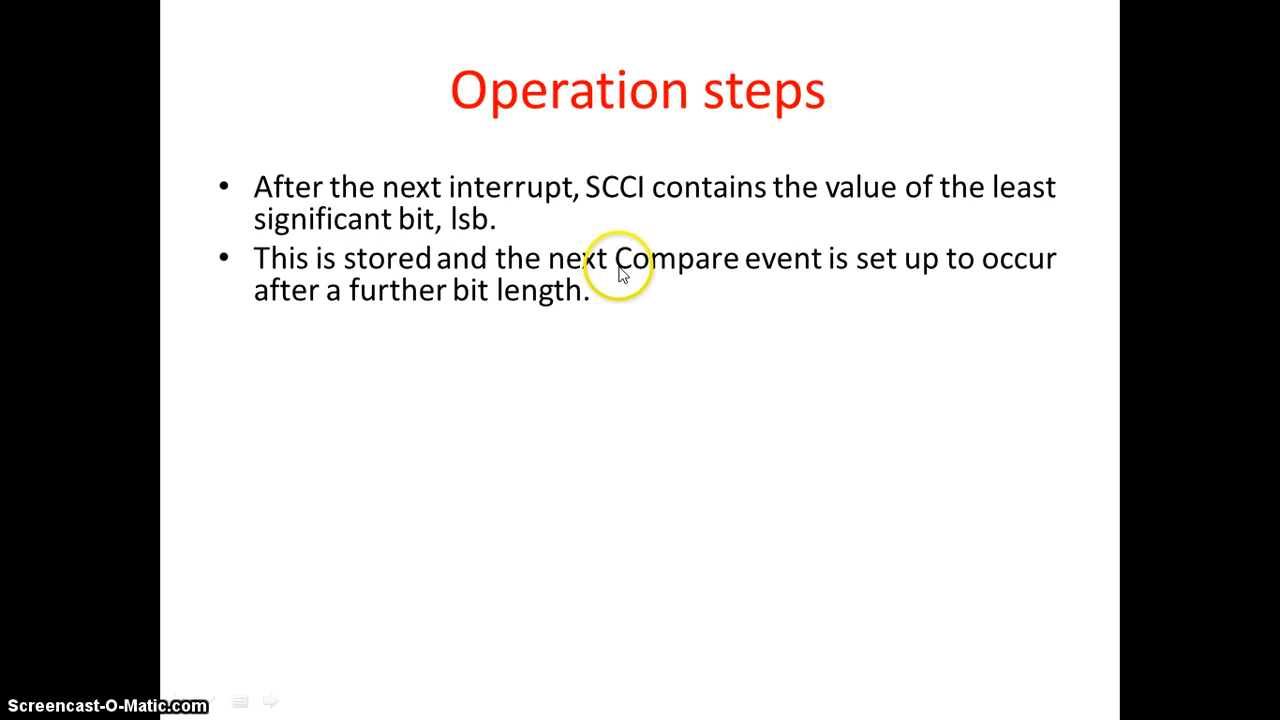 Operation steps
• After the next interrupt, SCCI contains the value of the least
significant bit, lsb.
• This is stored and the next Compare event is set up to occur
after a further bit length.
Screencast-O-Matic.com